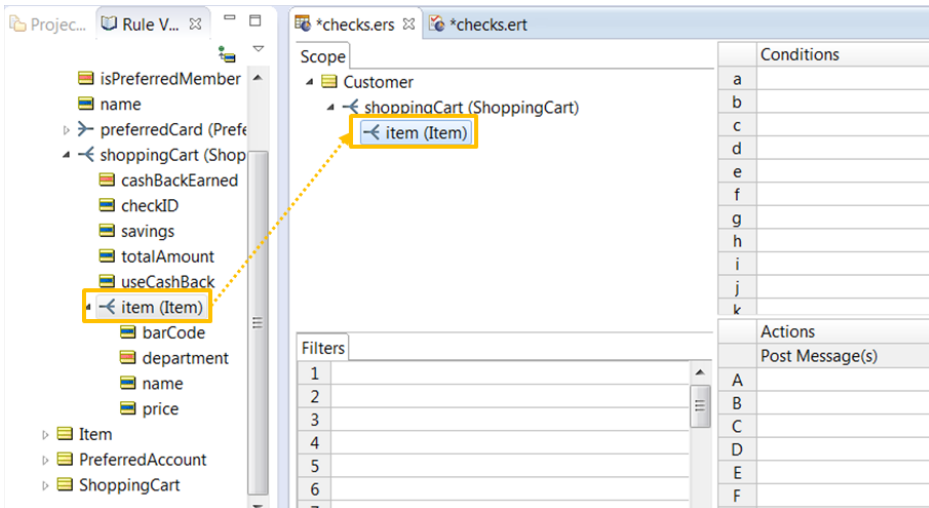 Projec...
Rule V...
isPreferredMember
name
preferredCard (Prefe
shoppingCart (Shop
cashBackEarned
checkID
savings
totalAmount
useCashBack
item (Item)
barCode
department
name
price
Item
PreferredAccount
ShoppingCart
*checks.ers
*checks.ert
Scope
Customer
shoppingCart (ShoppingCart)
item (Item)
Filters
1
2
3
4
5
6
Conditions
a
b
c
d
e
f
g
h
i
j
k
Actions
Post Message(s)
A
B
C
D
E
F